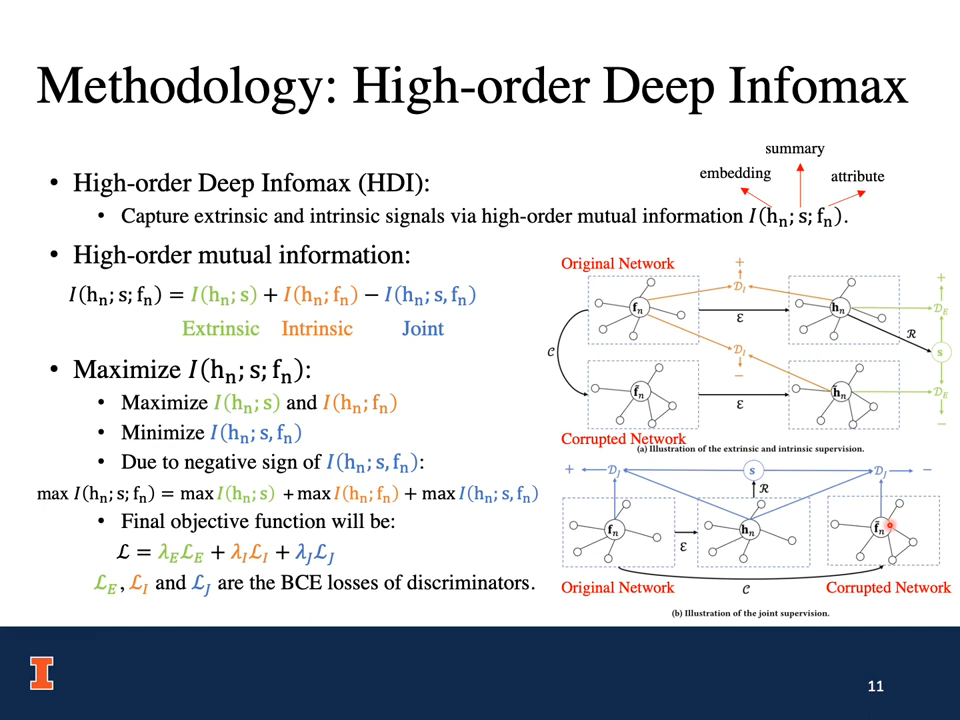 Methodology: High-order Deep Infomax
summary
embedding
attribute
• High-order Deep Infomax (HDI):
• Capture extrinsic and intrinsic signals via high-order mutual information I(hₙ; s; fₙ).
• High-order mutual information:
I(hₙ; s; fₙ) = I(hₙ; s) + I(hₙ; fₙ) − I(hₙ; s, fₙ)
Extrinsic Intrinsic Joint
• Maximize I(hₙ; s; fₙ):
• Maximize I(hₙ; s) and I(hₙ; fₙ)
• Minimize I(hₙ; s, fₙ)
• Due to negative sign of I(hₙ; s, fₙ):
max I(hₙ; s; fₙ) = max I(hₙ; s) + max I(hₙ; fₙ) + max I(hₙ; s, fₙ)
• Final objective function will be:
ℒ = λ_E ℒ_E + λ_I ℒ_I + λ_J ℒ_J
ℒ_E, ℒ_I and ℒ_J are the BCE losses of discriminators.
Original Network
+
𝒟_I
+
fₙ
ℰ
hₙ
𝒟_E
ℛ
𝒞
𝒟_I
s
−
f̃ₙ
ℰ
h̃ₙ
𝒟_E
−
Corrupted Network
(a) Illustration of the extrinsic and intrinsic supervision.
+ 𝒟_J s 𝒟_J −
ℛ
fₙ
ℰ
hₙ
f̃ₙ
Original Network
𝒞
Corrupted Network
(b) Illustration of the joint supervision.
I
11